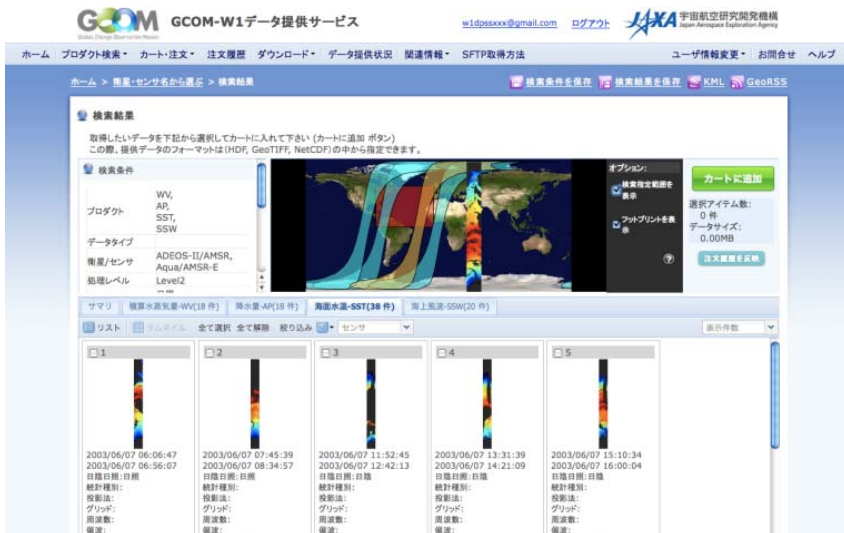 GCOM
Global Change Observation Mission
GCOM-W1データ提供サービス
w1dpssxxx@gmail.com ログアウト
JAXA 宇宙航空研究開発機構
Japan Aerospace Exploration Agency
ホーム プロダクト検索 カート・注文 注文履歴 ダウンロード データ提供状況 関連情報 SFTP取得方法 ユーザ情報変更 お問合せ ヘルプ
ホーム > 衛星・センサ名から選ぶ > 検索結果
検索条件を保存 検索結果を保存 KML GeoRSS
検索結果
取得したいデータを下記から選択してカートに入れて下さい (カートに追加 ボタン)
この際、提供データのフォーマットは(HDF, GeoTIFF, NetCDF)の中から指定できます。
検索条件
プロダクト
WV,
AP,
SST,
SSW
データタイプ
衛星/センサ
ADEOS-II/AMSR,
Aqua/AMSR-E
処理レベル Level2
オプション:
検索指定範囲を
表示
フットプリントを表
示
カートに追加
選択アイテム数:
0 件
データサイズ:
0.00MB
注文履歴を反映
サマリ 積算水蒸気量-WV(18 件) 降水量-AP(18 件) 海面水温-SST(38 件) 海上風速-SSW(20 件)
リスト サムネイル 全て選択 全て解除 絞り込み センサ 表示件数
1
2003/06/07 06:06:47
2003/06/07 06:56:07
日陰日照:日照
統計種別:
投影法:
グリッド:
周波数:
偏波:
2
2003/06/07 07:45:39
2003/06/07 08:34:57
日陰日照:日照
統計種別:
投影法:
グリッド:
周波数:
偏波:
3
2003/06/07 11:52:45
2003/06/07 12:42:13
日陰日照:日陰
統計種別:
投影法:
グリッド:
周波数:
偏波:
4
2003/06/07 13:31:39
2003/06/07 14:21:09
日陰日照:日陰
統計種別:
投影法:
グリッド:
周波数:
偏波:
5
2003/06/07 15:10:34
2003/06/07 16:00:04
日陰日照:日陰
統計種別:
投影法:
グリッド:
周波数:
偏波: